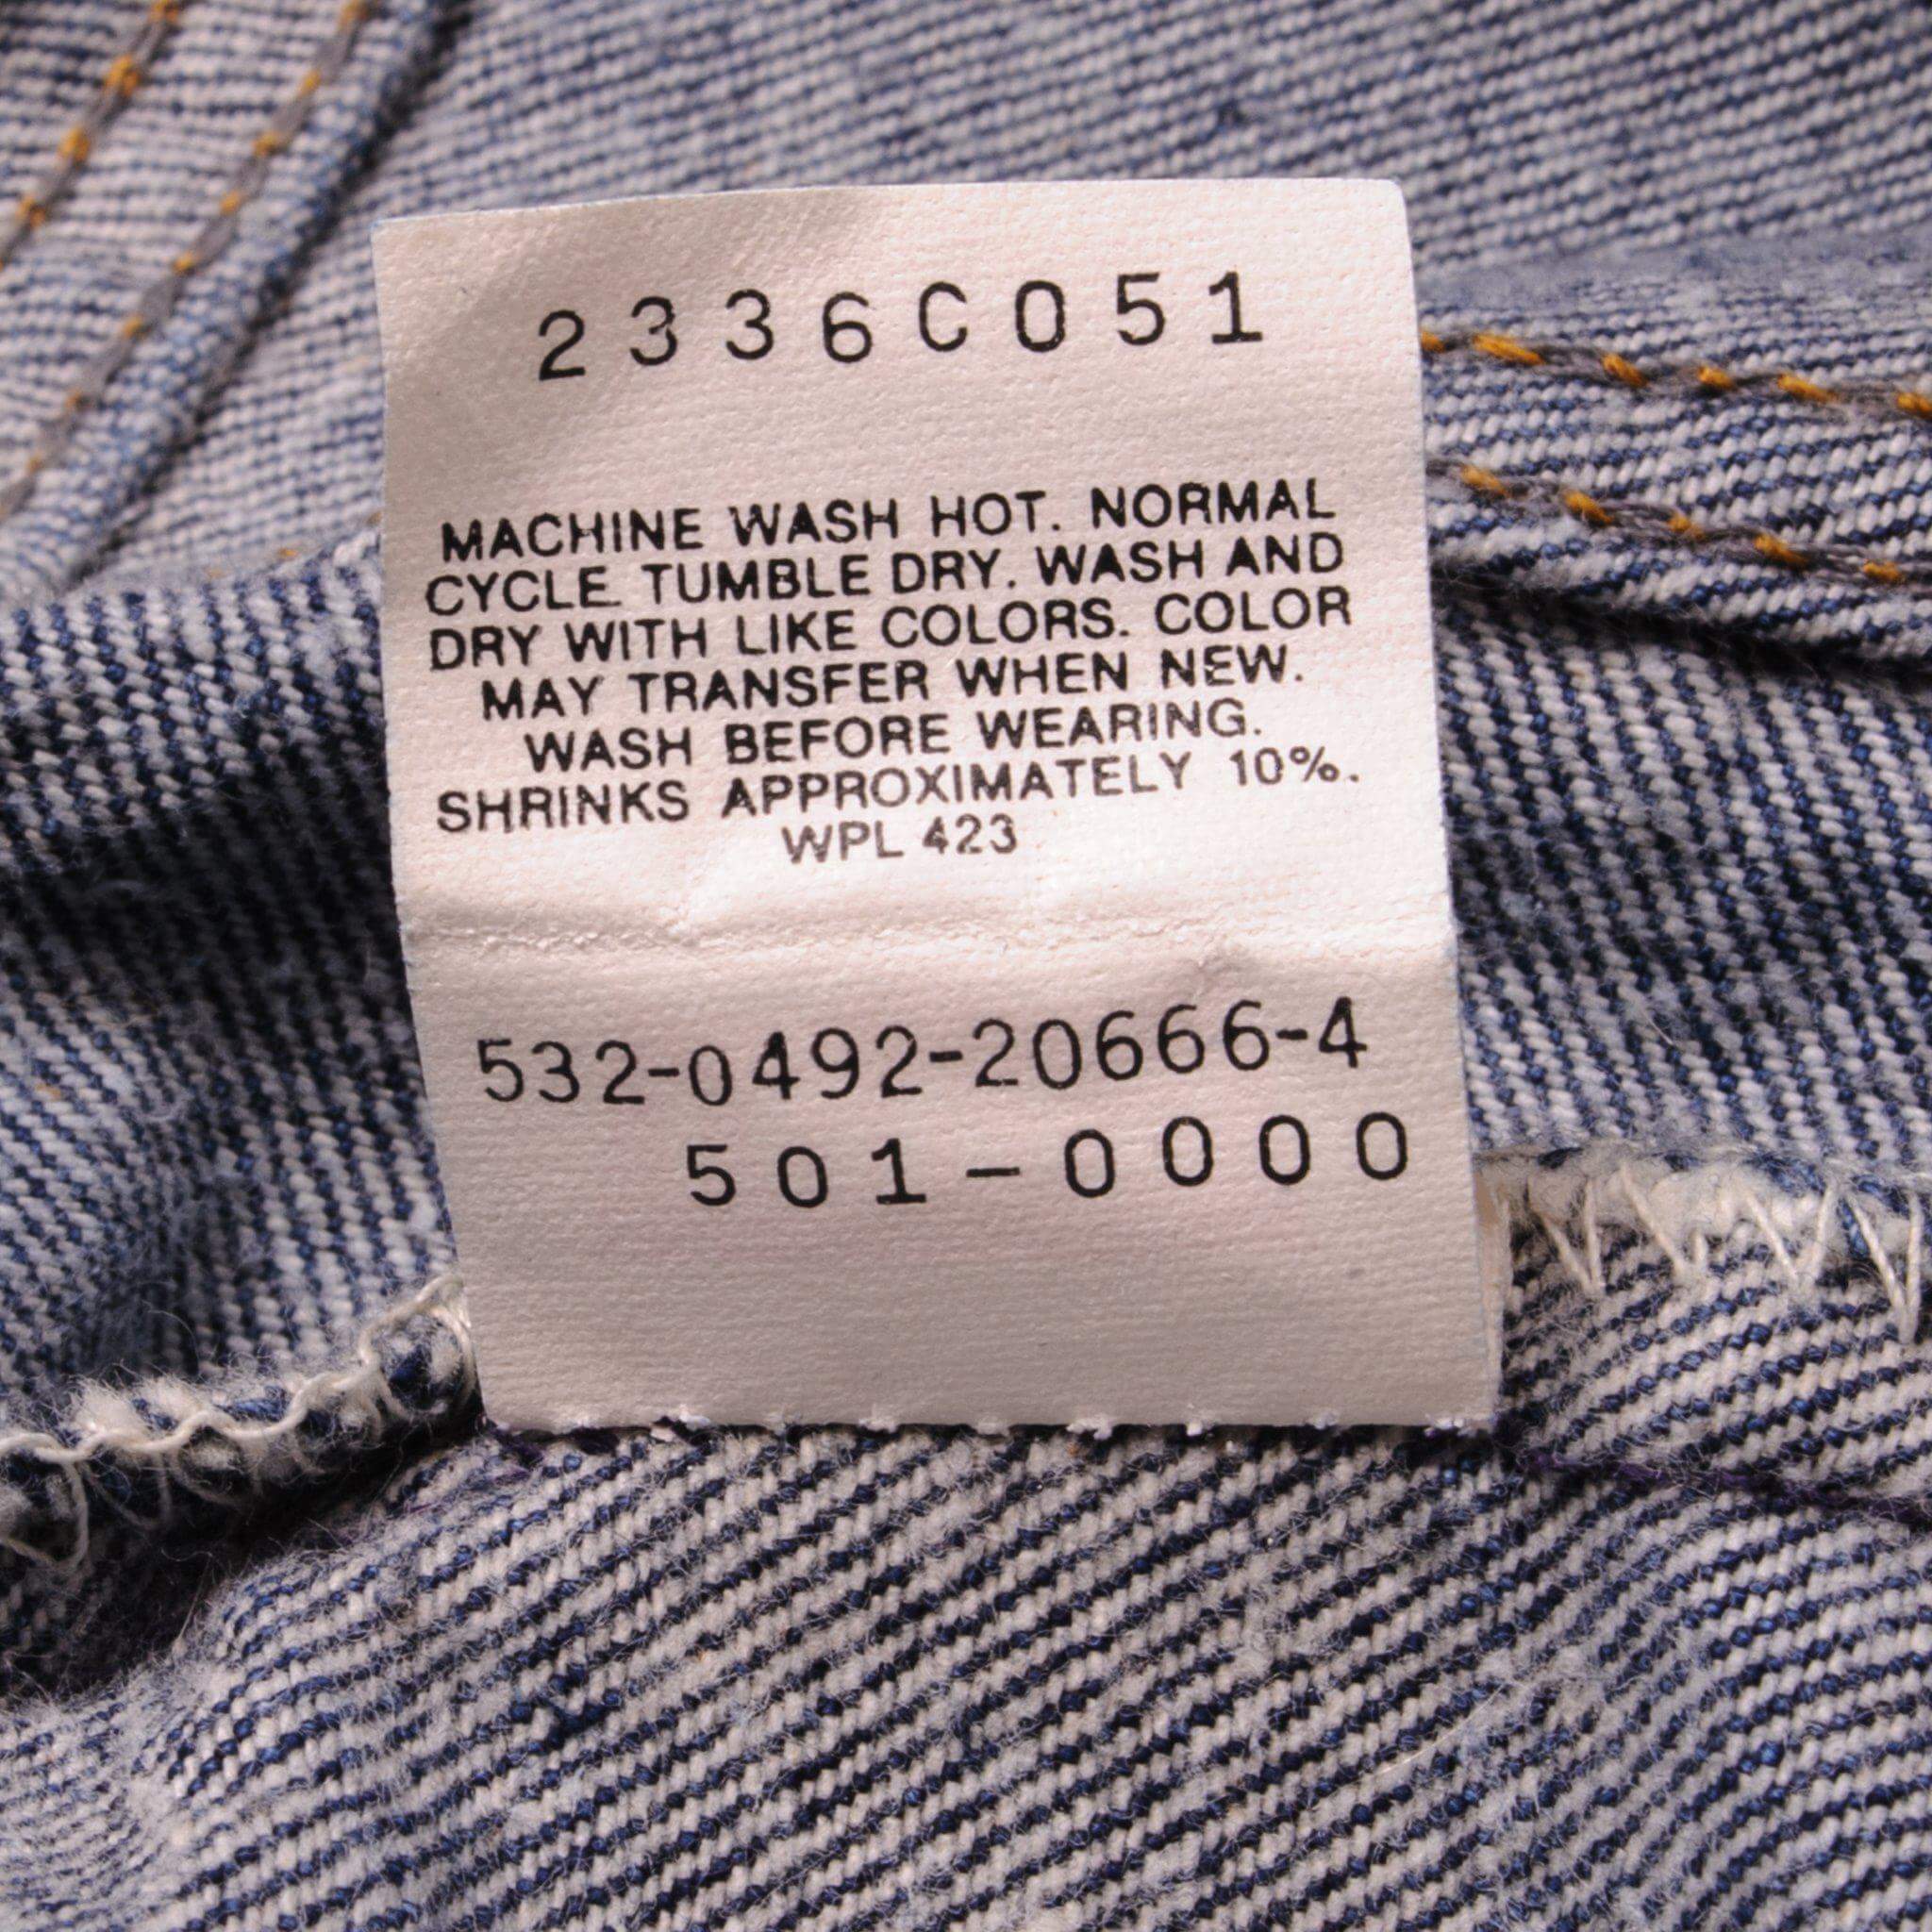 2336C051
MACHINE WASH HOT. NORMAL
CYCLE. TUMBLE DRY. WASH AND
DRY WITH LIKE COLORS. COLOR
MAY TRANSFER WHEN NEW.
WASH BEFORE WEARING.
SHRINKS APPROXIMATELY 10%.
WPL 423
532-0492-20666-4
501-0000